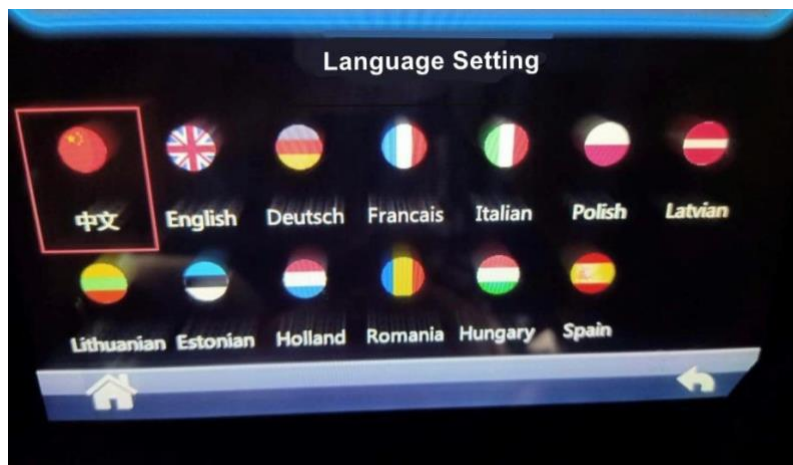 Language Setting
中文 English Deutsch Francais Italian Polish Latvian
Lithuanian Estonian Holland Romania Hungary Spain